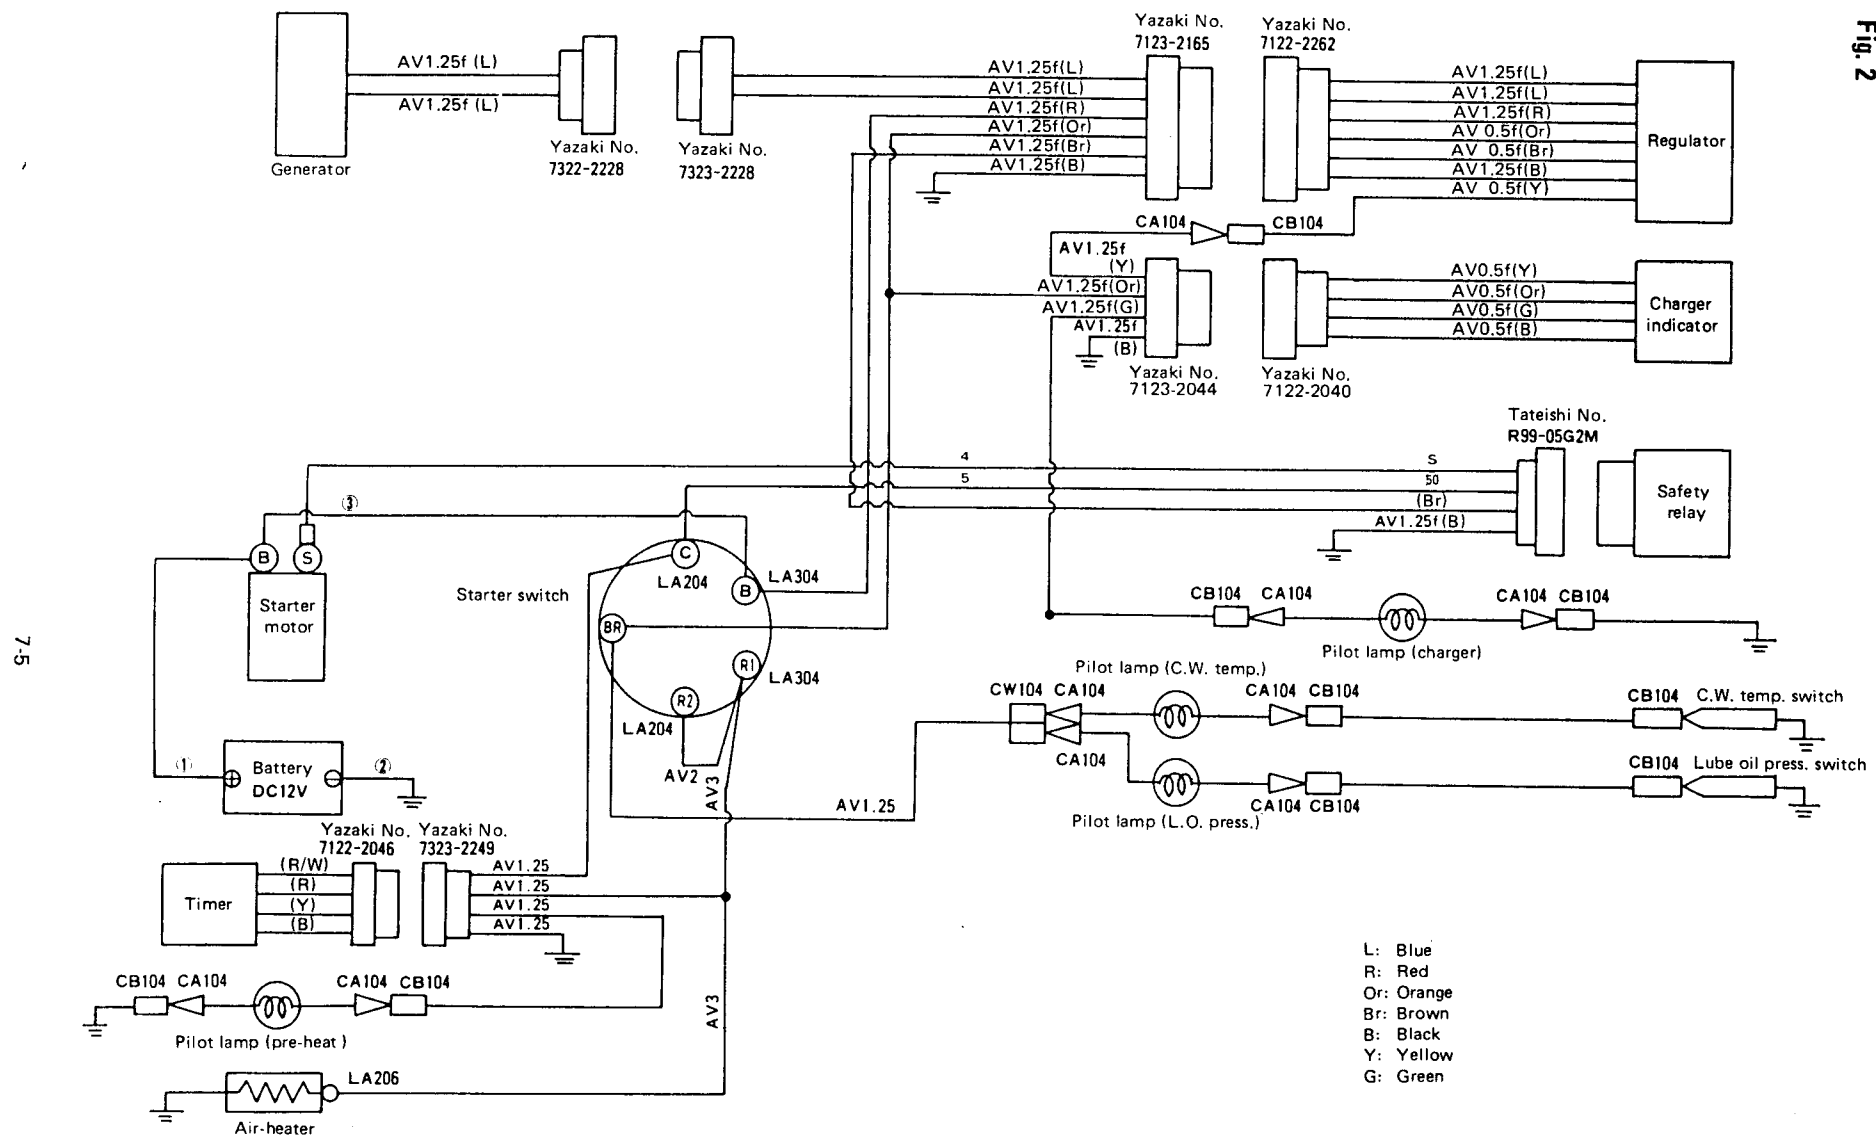 Fig. 2
7-5
Generator
AV1.25f (L)
AV1.25f (L)
Yazaki No.
7322-2228
Yazaki No.
7323-2228
AV1.25f(L)
AV1.25f(L)
AV1.25f(R)
AV1.25f(Or)
AV1.25f(Br)
AV1.25f(B)
Yazaki No.
7123-2165
Yazaki No.
7122-2262
AV1.25f(L)
AV1.25f(L)
AV1.25f(R)
AV 0.5f(Or)
AV 0.5f(Br)
AV1.25f(B)
AV 0.5f(Y)
Regulator
CA104
CB104
AV1.25f
(Y)
AV1.25f(Or)
AV1.25f(G)
AV1.25f
(B)
Yazaki No.
7123-2044
Yazaki No.
7122-2040
AV0.5f(Y)
AV0.5f(Or)
AV0.5f(G)
AV0.5f(B)
Charger
indicator
Tateishi No.
R99-05G2M
4
S
5
50
(Br)
AV1.25f(B)
Safety
relay
③
B
S
Starter
motor
Starter switch
C
LA204
B
LA304
BR
R1
LA304
R2
LA204
AV2
AV3
CB104
CA104
CA104
CB104
Pilot lamp (charger)
Pilot lamp (C.W. temp.)
CW104
CA104
CA104
CB104
CB104
C.W. temp. switch
CA104
CA104
CB104
CB104
Lube oil press. switch
Pilot lamp (L.O. press.)
AV1.25
①
Battery
DC12V
②
Yazaki No.
7122-2046
Yazaki No.
7323-2249
Timer
(R/W)
(R)
(Y)
(B)
AV1.25
AV1.25
AV1.25
AV1.25
CB104
CA104
CA104
CB104
Pilot lamp (pre-heat)
AV3
LA206
Air-heater
L: Blue
R: Red
Or: Orange
Br: Brown
B: Black
Y: Yellow
G: Green